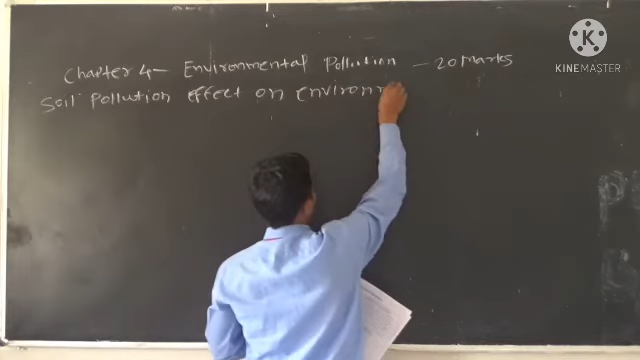 Chapter 4 - Environmental Pollution - 20 Marks
Soil Pollution effect on environm
K
KINEMASTER